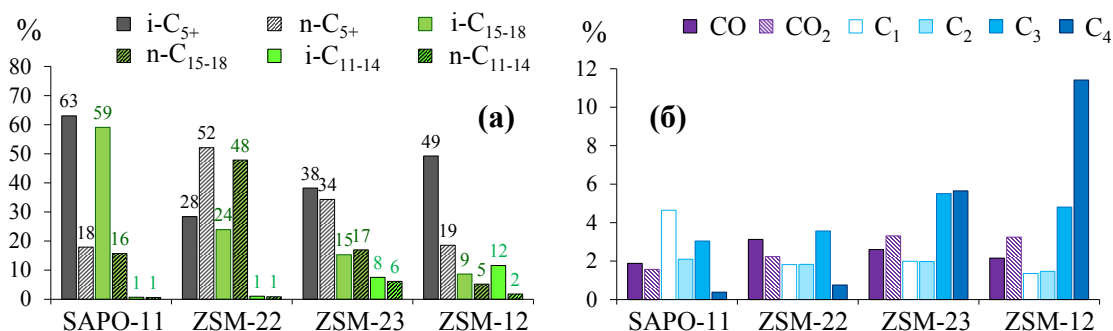 %
i-C5+ n-C5+ i-C15-18
n-C15-18 i-C11-14 n-C11-14
80
70
60
50
40
30
20
10
0
(а)
63 18 59 16 1 1
28 52 24 48 1 1
38 34 15 17 8 6
49 19 9 5 12 2
SAPO-11 ZSM-22 ZSM-23 ZSM-12
%
CO CO2 C1 C2 C3 C4
12
10
8
6
4
2
0
(б)
SAPO-11 ZSM-22 ZSM-23 ZSM-12